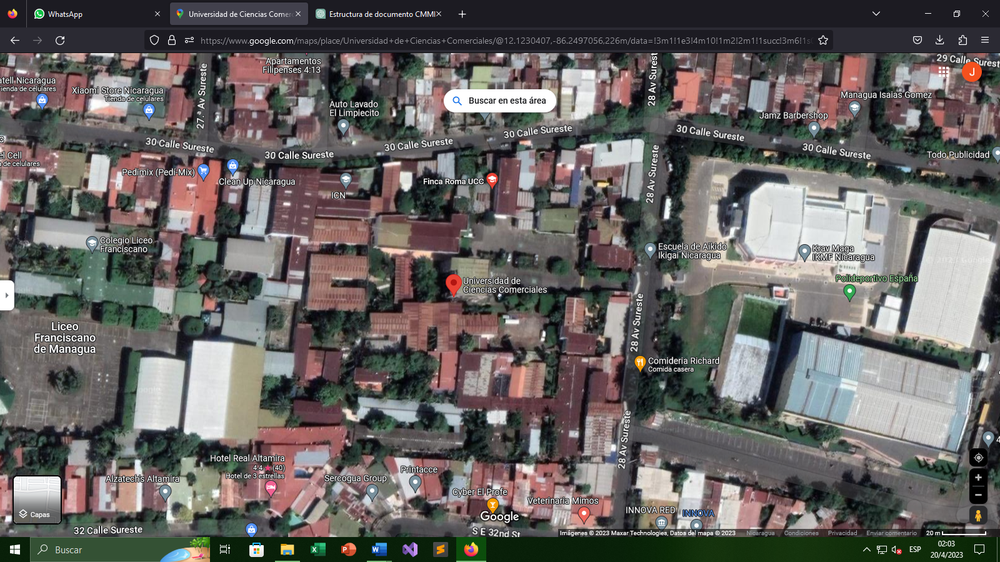 WhatsApp
Universidad de Ciencias Comer
Estructura de documento CMMI
https://www.google.com/maps/place/Universidad+de+Ciencias+Comerciales/@12.1230407,-86.2497056,226m/data=!3m1!1e3!4m10!1m2!2m1!1succ!3m6!1s
Apartamentos
Filipenses 4:13
29 Calle Surest
atell Nicaragua
ienda de celulares
Xiaomi Store Nicaragua
Tienda de celulares
27.ª Av Sureste
28 Av Surest
Auto Lavado
El Limpiecito
Buscar en esta área
J
Managua Isaias Gomez
Jamz Barbershop
30 Calle Sureste
30 Calle Sureste
30 Calle Sureste
30 Calle Sureste
30 Calle Sureste
30 Calle Sureste
Todo Publicidad
el Cell
a de celulares
Pedimix (Pedí-Mix)
Clean Up Nicaragua
ICN
Finca Roma UCC
28 Av Sureste
Colegio Liceo
Franciscano
Escuela de Aikido
Ikigai Nicaragua
Krav Maga
IKMF Nicaragua
Polideportivo España
Universidad de
Ciencias Comerciales
28 Av Sureste
Liceo
Franciscano
de Managua
Comideria Richard
Comida casera
28 Av Sureste
Hotel Real Altamira
4.4 ★ (40)
Hotel de 3 estrellas
Alzatech's Altamira
Sercogua Group
Printacce
Cyber El Profe
Veterinaria Mimos
INNOVA RED
INNOVA
Capas
Google
32 Calle Sureste
S E 32nd St
Imágenes © 2023 Maxar Technologies, Datos del mapa © 2023
Nicaragua
Condiciones
Privacidad
Enviar comentario
20 m
Buscar
ESP
02:03
20/4/2023